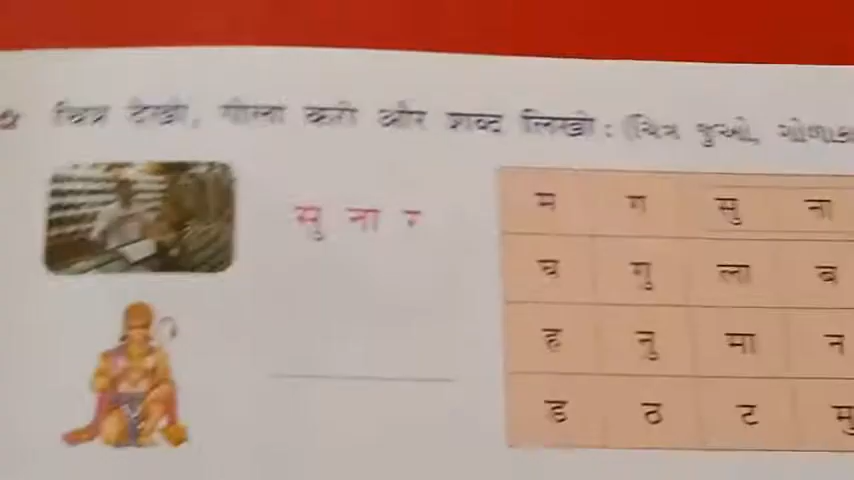 चित्र देखो, गोला करो और शब्द लिखो : (चित्र जुओ,
सु ना र
म ग सु ना
घ गु ला ब
ह नु मा न
ड ठ ट मु